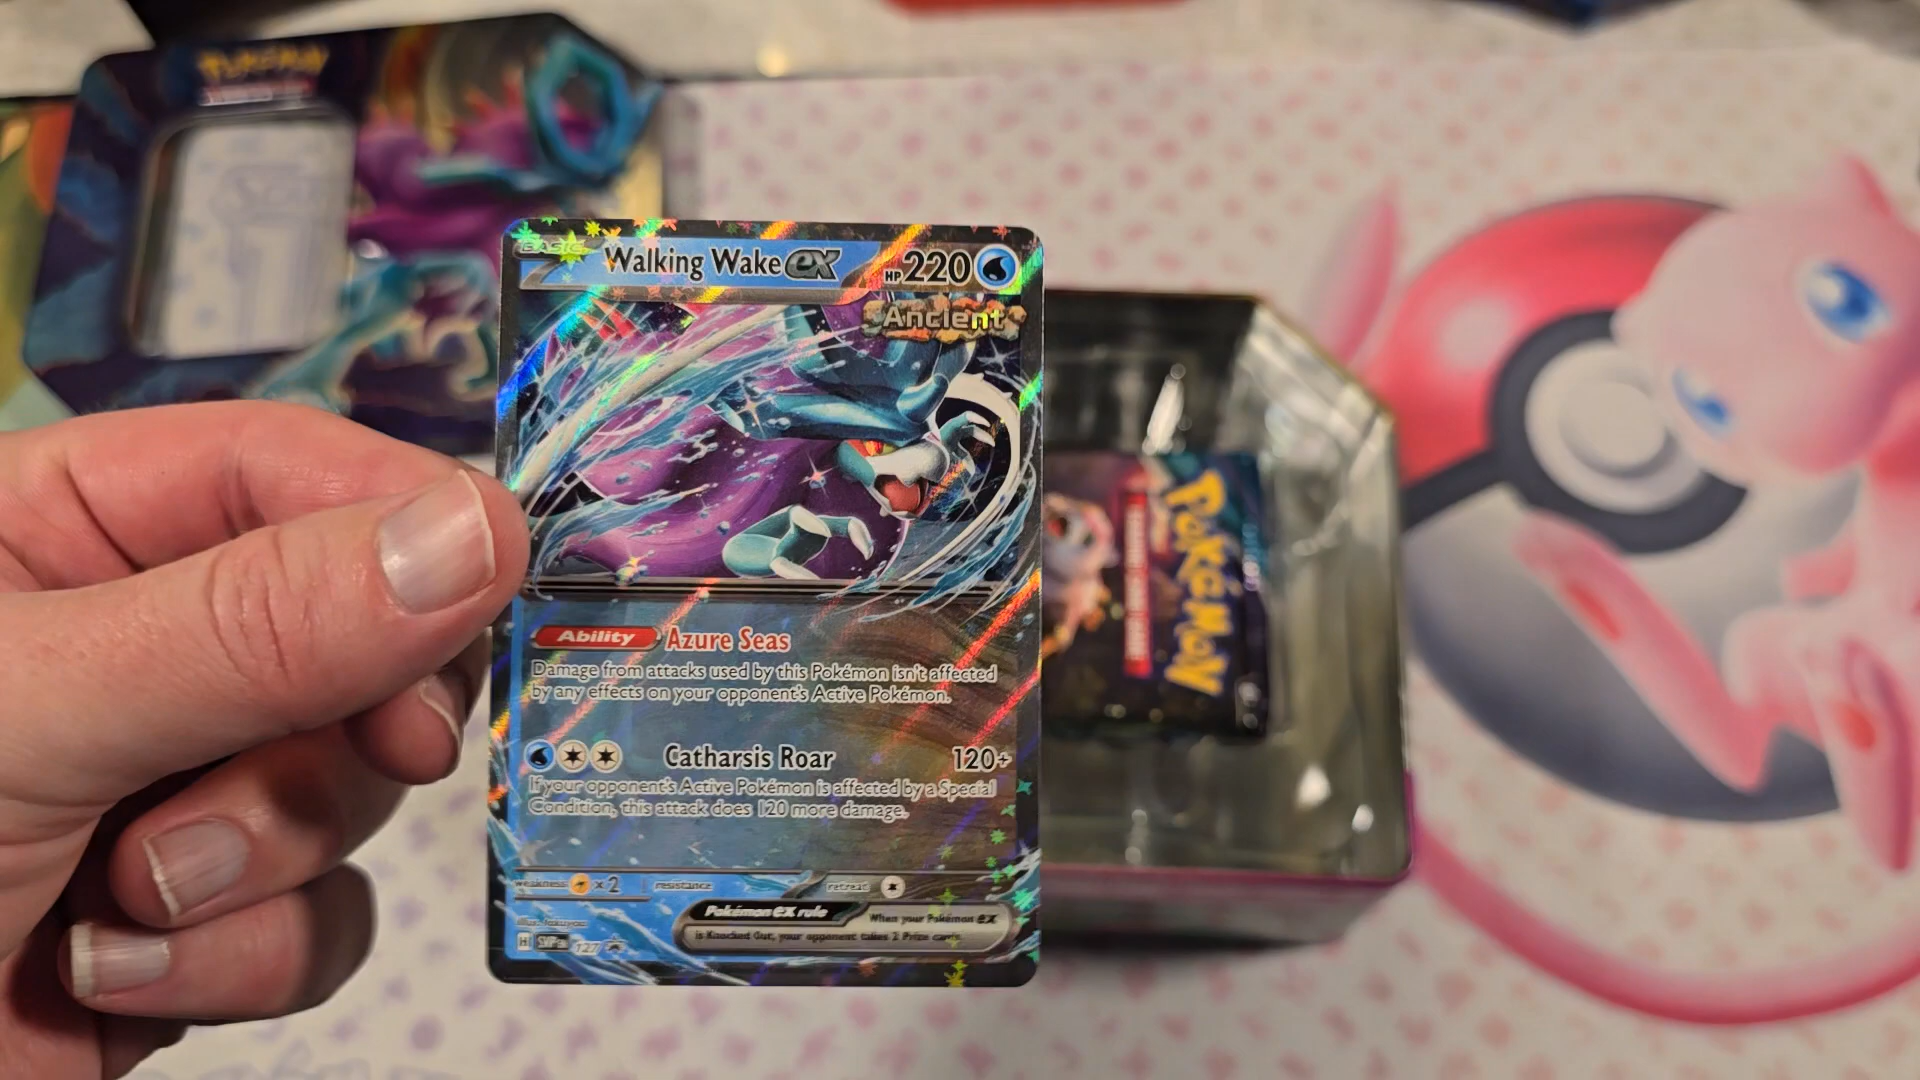 POKÉMON
BASIC
Walking Wake ex
HP 220
Ancient
Ability Azure Seas
Damage from attacks used by this Pokémon isn't affected
by any effects on your opponent's Active Pokémon.
Catharsis Roar 120+
If your opponent's Active Pokémon is affected by a Special
Condition, this attack does 120 more damage.
weakness ×2 resistance retreat
Pokémon ex rule When your Pokémon ex
is Knocked Out, your opponent takes 2 Prize cards.
H SVP EN 127
POKÉMON